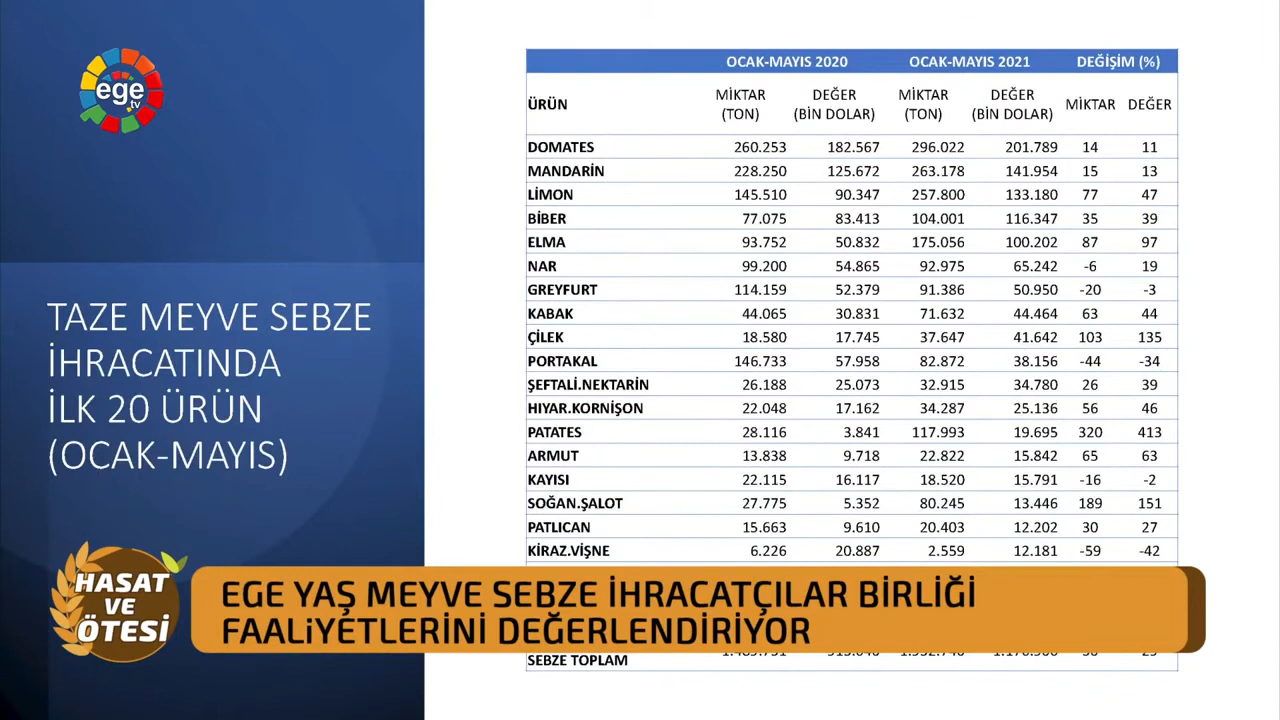 ege
tv
TAZE MEYVE SEBZE
İHRACATINDA
İLK 20 ÜRÜN
(OCAK-MAYIS)
OCAK-MAYIS 2020 OCAK-MAYIS 2021 DEĞİŞİM (%)
ÜRÜN MİKTAR (TON) DEĞER (BİN DOLAR) MİKTAR (TON) DEĞER (BİN DOLAR) MİKTAR DEĞER
DOMATES 260.253 182.567 296.022 201.789 14 11
MANDARİN 228.250 125.672 263.178 141.954 15 13
LİMON 145.510 90.347 257.800 133.180 77 47
BİBER 77.075 83.413 104.001 116.347 35 39
ELMA 93.752 50.832 175.056 100.202 87 97
NAR 99.200 54.865 92.975 65.242 -6 19
GREYFURT 114.159 52.379 91.386 50.950 -20 -3
KABAK 44.065 30.831 71.632 44.464 63 44
ÇİLEK 18.580 17.745 37.647 41.642 103 135
PORTAKAL 146.733 57.958 82.872 38.156 -44 -34
ŞEFTALİ.NEKTARİN 26.188 25.073 32.915 34.780 26 39
HIYAR.KORNİŞON 22.048 17.162 34.287 25.136 56 46
PATATES 28.116 3.841 117.993 19.695 320 413
ARMUT 13.838 9.718 22.822 15.842 65 63
KAYISI 22.115 16.117 18.520 15.791 -16 -2
SOĞAN.ŞALOT 27.775 5.352 80.245 13.446 189 151
PATLICAN 15.663 9.610 20.403 12.202 30 27
KİRAZ.VİŞNE 6.226 20.887 2.559 12.181 -59 -42
SEBZE TOPLAM
HASAT
VE
ÖTESİ
EGE YAŞ MEYVE SEBZE İHRACATÇILAR BİRLİĞİ
FAALiYETLERİNİ DEĞERLENDİRİYOR